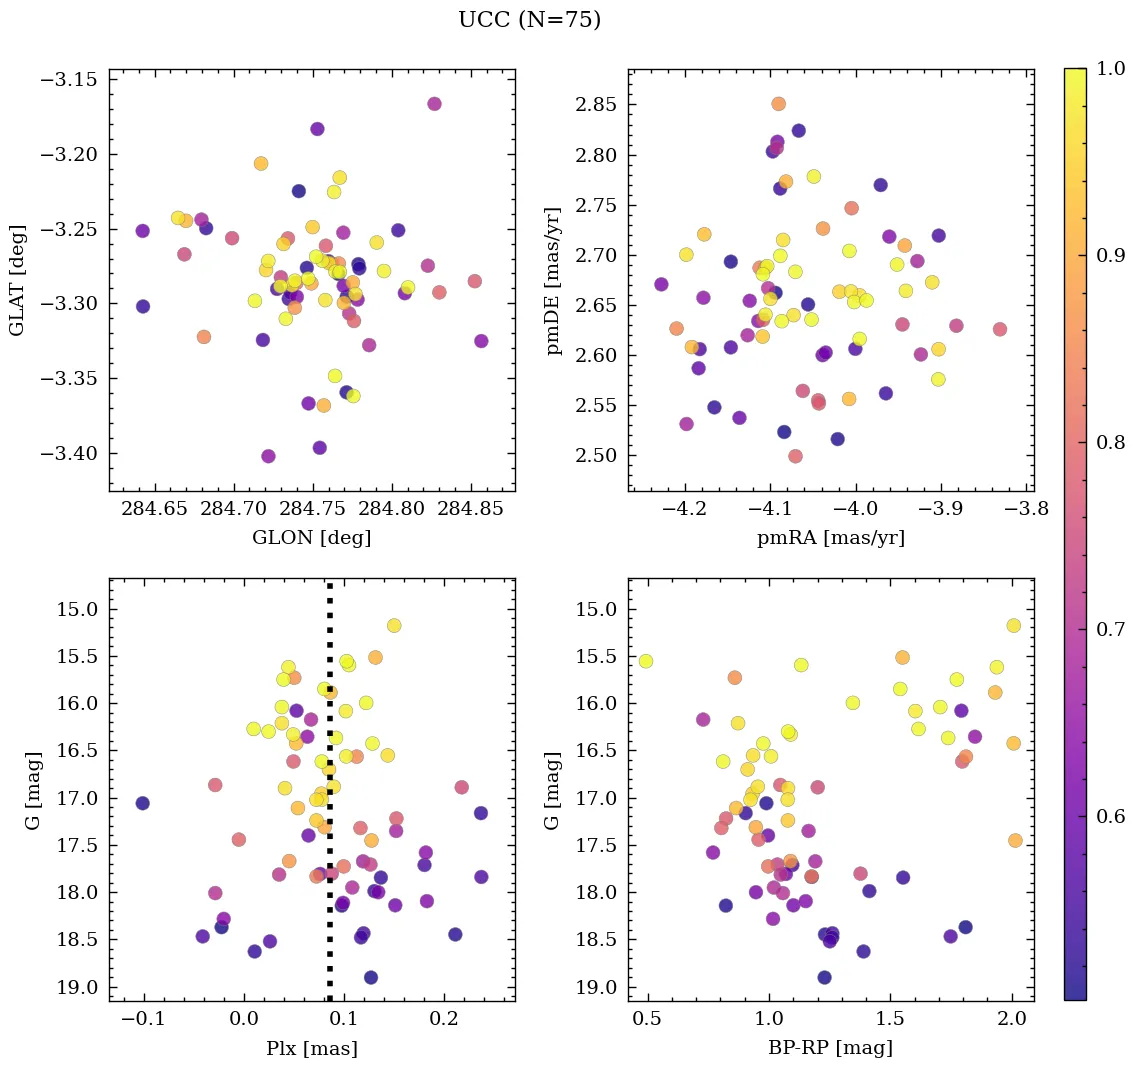 UCC (N=75)
−3.15
−3.20
−3.25
−3.30
−3.35
−3.40
GLAT [deg]
284.65 284.70 284.75 284.80 284.85
GLON [deg]
2.85
2.80
2.75
2.70
2.65
2.60
2.55
2.50
pmDE [mas/yr]
−4.2 −4.1 −4.0 −3.9 −3.8
pmRA [mas/yr]
15.0
15.5
16.0
16.5
17.0
17.5
18.0
18.5
19.0
G [mag]
−0.1 0.0 0.1 0.2
Plx [mas]
15.0
15.5
16.0
16.5
17.0
17.5
18.0
18.5
19.0
G [mag]
0.5 1.0 1.5 2.0
BP-RP [mag]
1.0
0.9
0.8
0.7
0.6